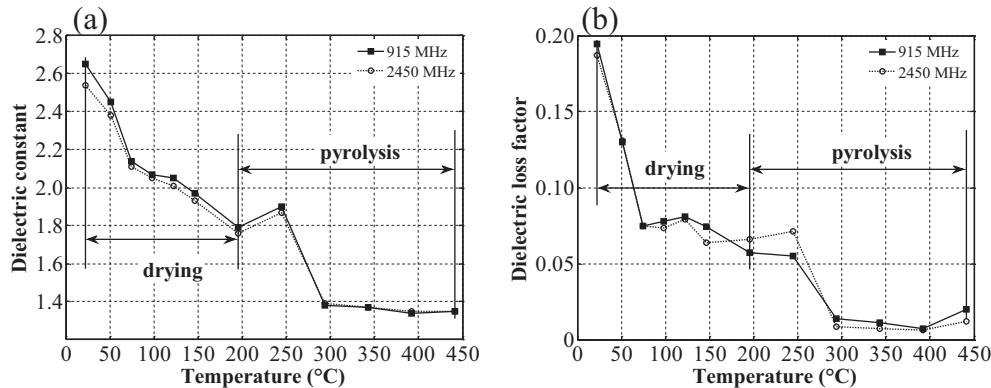 (a)
2.8
2.6
2.4
2.2
2.0
1.8
1.6
1.4
Dielectric constant
915 MHz
2450 MHz
pyrolysis
drying
0 50 100 150 200 250 300 350 400 450
Temperature (°C)
(b)
0.20
0.15
0.10
0.05
0
Dielectric loss factor
915 MHz
2450 MHz
pyrolysis
drying
0 50 100 150 200 250 300 350 400 450
Temperature (°C)